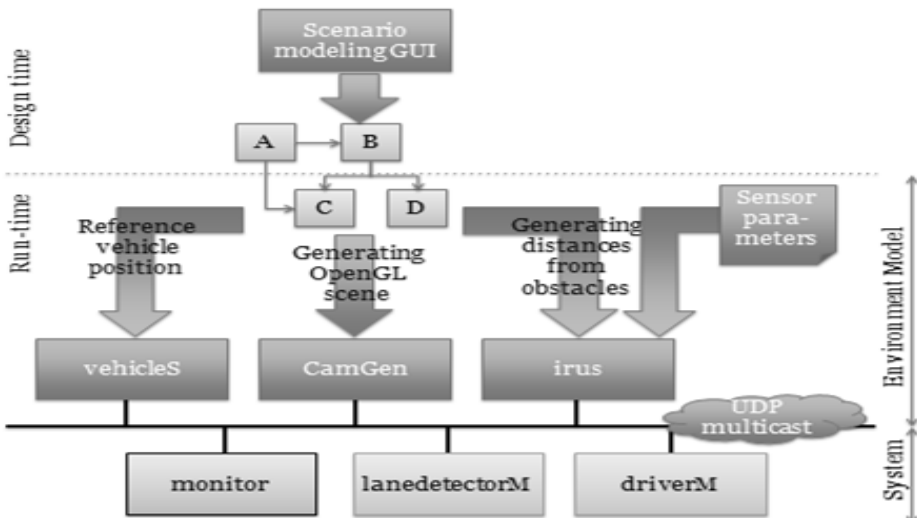 Scenario
modeling GUI
Design time
A
B
C
D
Run-time
Reference
vehicle
position
Generating
OpenGL
scene
Generating
distances
from
obstacles
Sensor
para-
meters
Environment Model
vehicleS
CamGen
irus
UDP
multicast
System
monitor
lanedetectorM
driverM